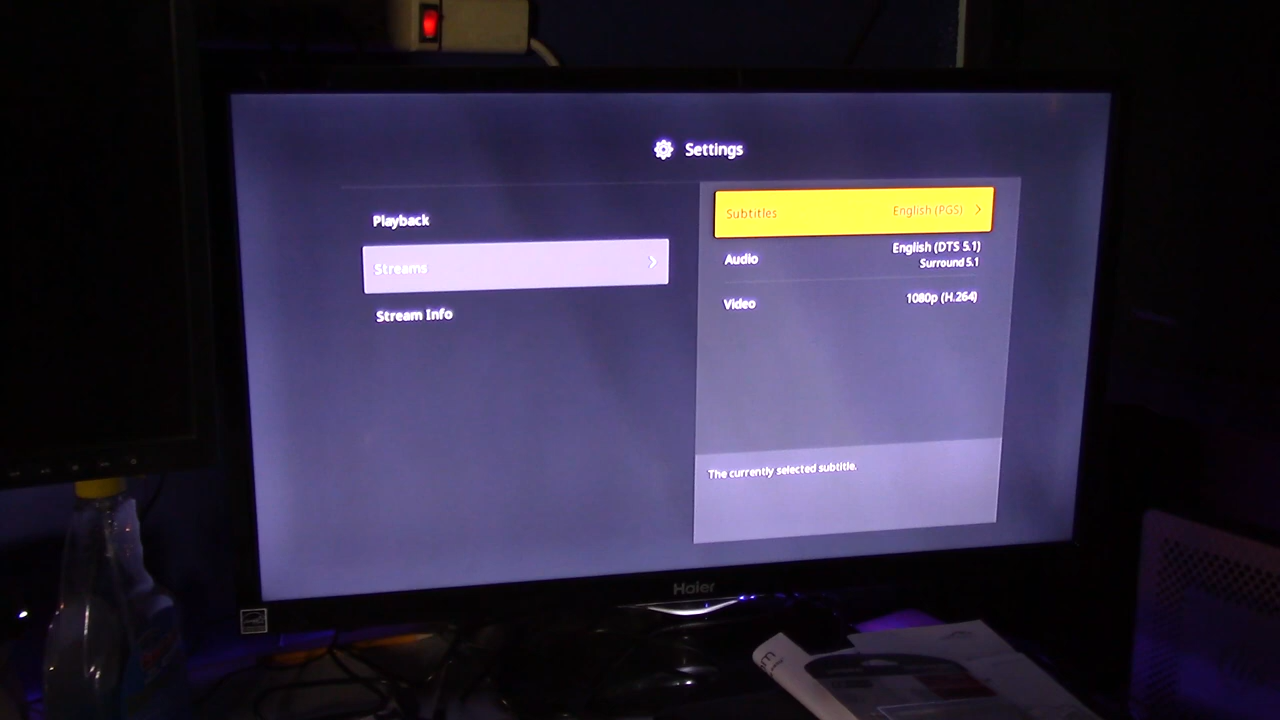 Settings
Playback
Streams
Stream Info
Subtitles English (PGS)
Audio English (DTS 5.1)
Surround 5.1
Video 1080p (H.264)
The currently selected subtitle.
Haier